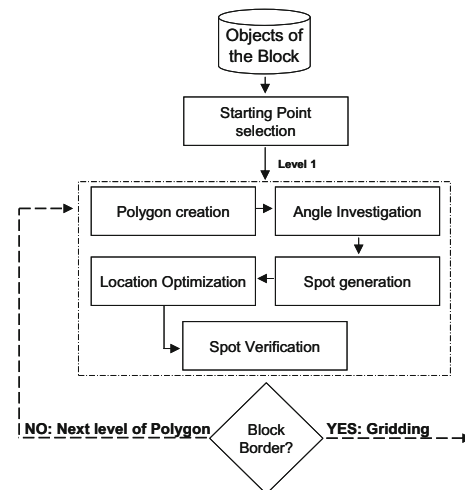 Objects of
the Block
Starting Point
selection
Level 1
Polygon creation
Angle Investigation
Location Optimization
Spot generation
Spot Verification
NO: Next level of Polygon
Block
Border?
YES: Gridding